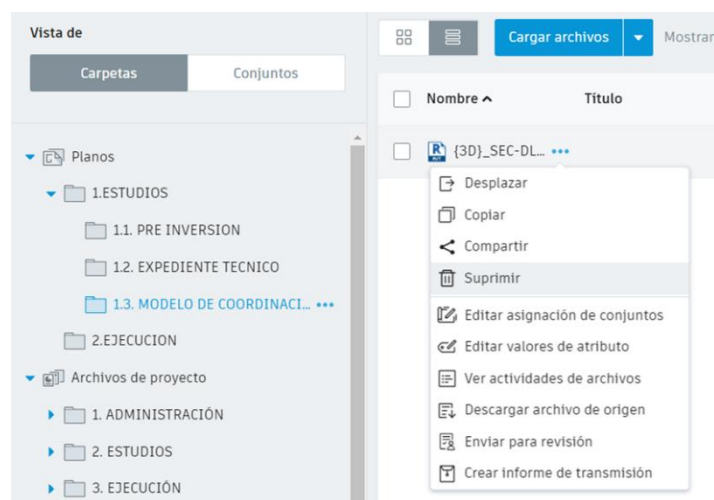 Vista de
Carpetas
Conjuntos
Planos
1.ESTUDIOS
1.1. PRE INVERSION
1.2. EXPEDIENTE TECNICO
1.3. MODELO DE COORDINACI...
2.EJECUCION
Archivos de proyecto
1. ADMINISTRACIÓN
2. ESTUDIOS
3. EJECUCIÓN
Cargar archivos
Mostrar
Nombre
Título
{3D}_SEC-DL...
Desplazar
Copiar
Compartir
Suprimir
Editar asignación de conjuntos
Editar valores de atributo
Ver actividades de archivos
Descargar archivo de origen
Enviar para revisión
Crear informe de transmisión